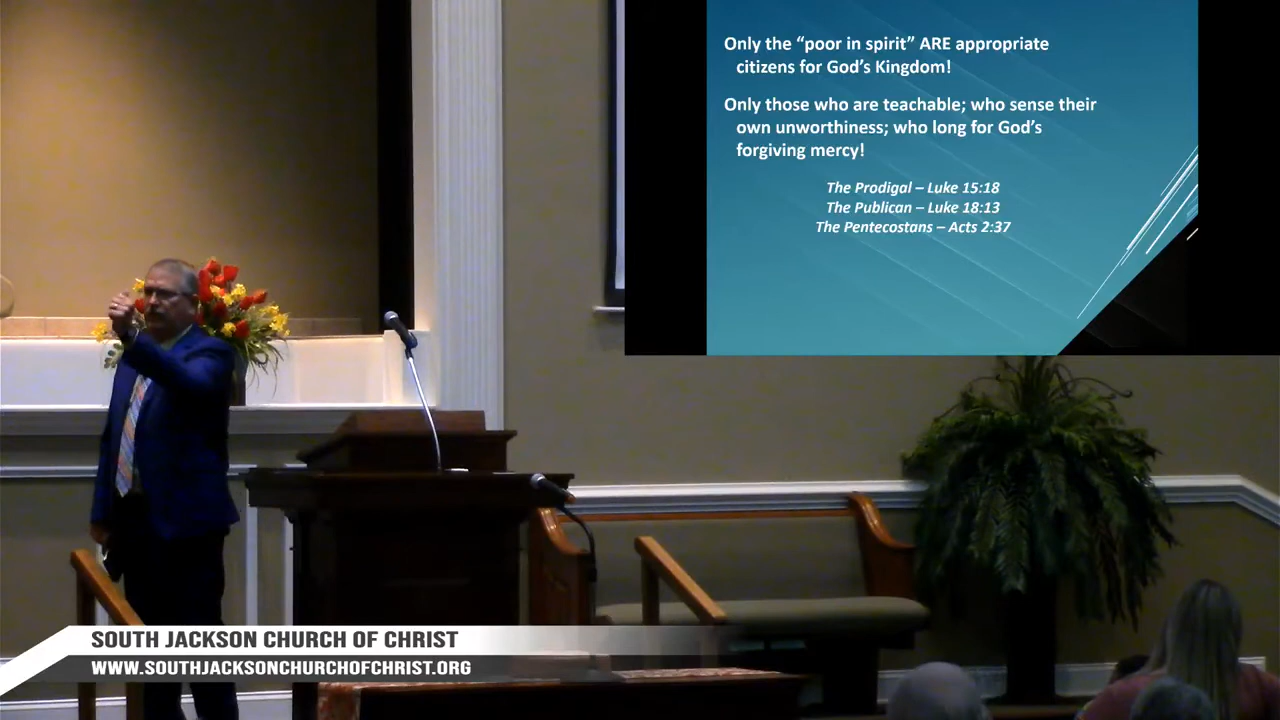 Only the “poor in spirit” ARE appropriate
citizens for God’s Kingdom!
Only those who are teachable; who sense their
own unworthiness; who long for God’s
forgiving mercy!
The Prodigal – Luke 15:18
The Publican – Luke 18:13
The Pentecostans – Acts 2:37
SOUTH JACKSON CHURCH OF CHRIST
WWW.SOUTHJACKSONCHURCHOFCHRIST.ORG